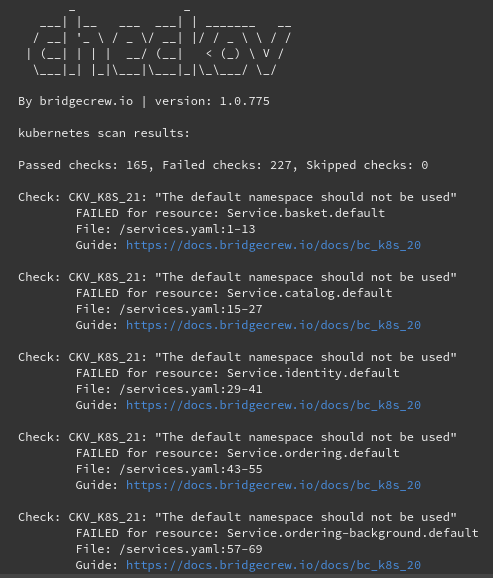 _               _
   ___| |__   ___  ___| | _______   __
  / __| '_ \ / _ \/ __| |/ / _ \ \ / /
 | (__| | | |  __/ (__|   < (_) \ V /
  \___|_| |_|\___|\___|_|\_\___/ \_/
By bridgecrew.io | version: 1.0.775
kubernetes scan results:
Passed checks: 165, Failed checks: 227, Skipped checks: 0
Check: CKV_K8S_21: "The default namespace should not be used"
FAILED for resource: Service.basket.default
File: /services.yaml:1-13
Guide: https://docs.bridgecrew.io/docs/bc_k8s_20
Check: CKV_K8S_21: "The default namespace should not be used"
FAILED for resource: Service.catalog.default
File: /services.yaml:15-27
Guide: https://docs.bridgecrew.io/docs/bc_k8s_20
Check: CKV_K8S_21: "The default namespace should not be used"
FAILED for resource: Service.identity.default
File: /services.yaml:29-41
Guide: https://docs.bridgecrew.io/docs/bc_k8s_20
Check: CKV_K8S_21: "The default namespace should not be used"
FAILED for resource: Service.ordering.default
File: /services.yaml:43-55
Guide: https://docs.bridgecrew.io/docs/bc_k8s_20
Check: CKV_K8S_21: "The default namespace should not be used"
FAILED for resource: Service.ordering-background.default
File: /services.yaml:57-69
Guide: https://docs.bridgecrew.io/docs/bc_k8s_20